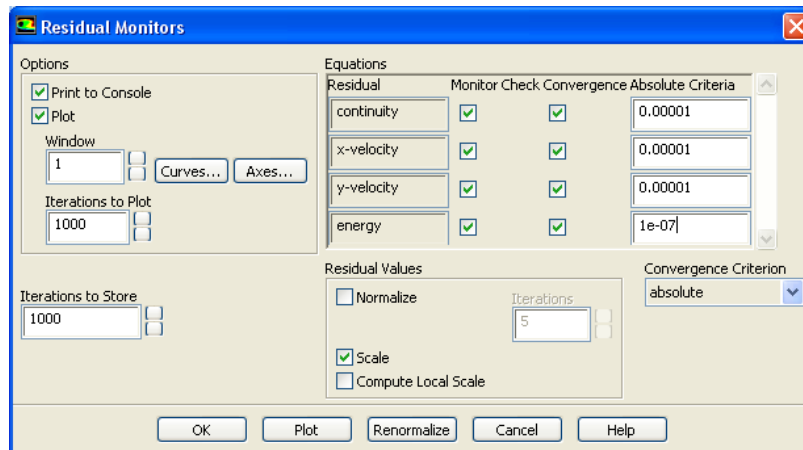 Residual Monitors
Options
Print to Console
Plot
Window
1
Curves... Axes...
Iterations to Plot
1000
Iterations to Store
1000
Equations
Residual Monitor Check Convergence Absolute Criteria
continuity 0.00001
x-velocity 0.00001
y-velocity 0.00001
energy 1e-07
Residual Values
Normalize
Iterations
5
Scale
Compute Local Scale
Convergence Criterion
absolute
OK Plot Renormalize Cancel Help